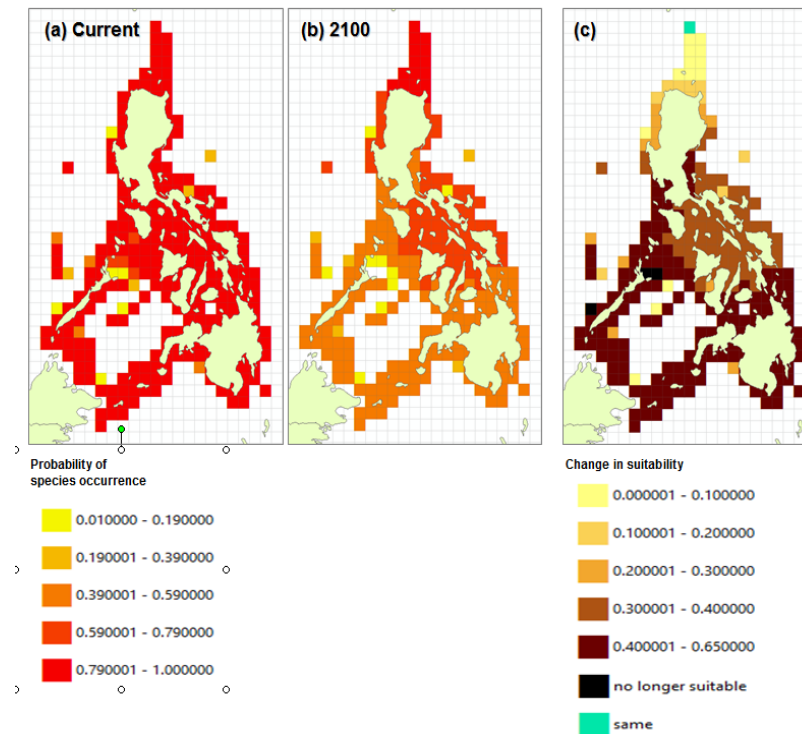 (a) Current
(b) 2100
(c)
Probability of
species occurrence
0.010000 - 0.190000
0.190001 - 0.390000
0.390001 - 0.590000
0.590001 - 0.790000
0.790001 - 1.000000
Change in suitability
0.000001 - 0.100000
0.100001 - 0.200000
0.200001 - 0.300000
0.300001 - 0.400000
0.400001 - 0.650000
no longer suitable
same